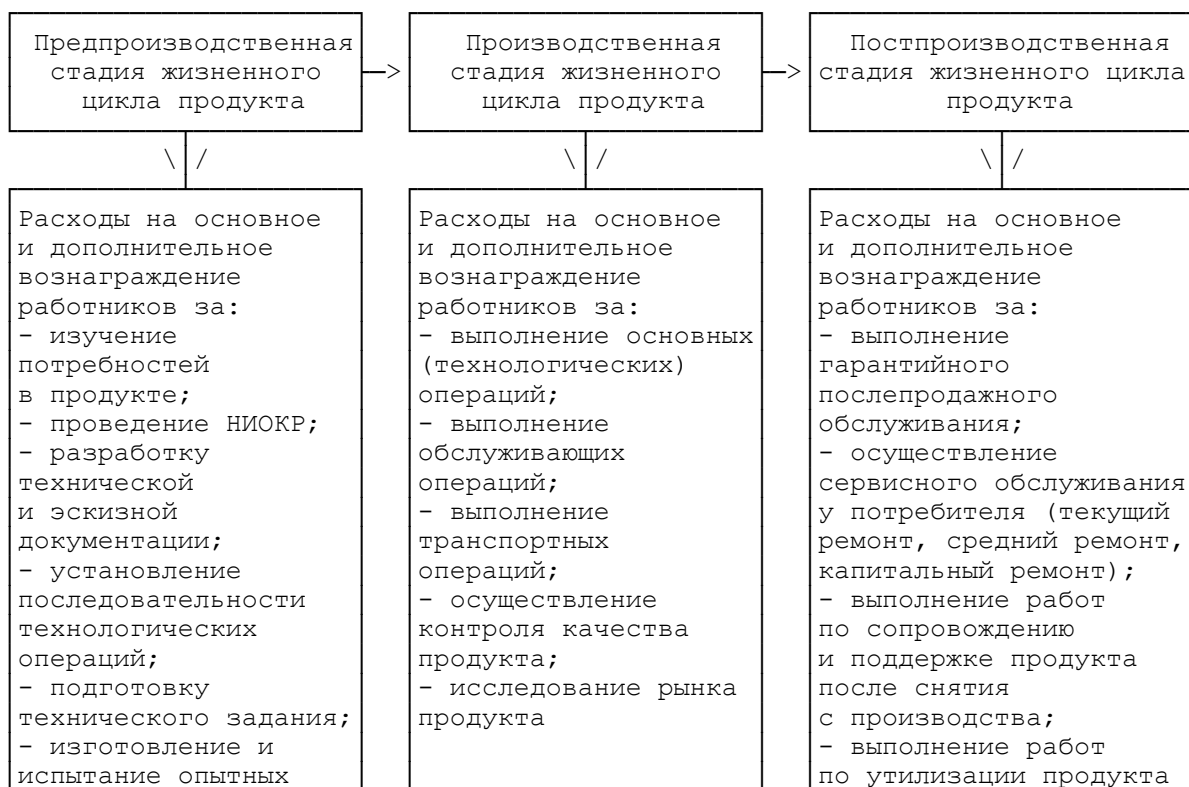 Предпроизводственная
стадия жизненного
цикла продукта
Производственная
стадия жизненного
цикла продукта
Постпроизводственная
стадия жизненного цикла
продукта
Расходы на основное
и дополнительное
вознаграждение
работников за:
- изучение
потребностей
в продукте;
- проведение НИОКР;
- разработку
технической
и эскизной
документации;
- установление
последовательности
технологических
операций;
- подготовку
технического задания;
- изготовление и
испытание опытных
Расходы на основное
и дополнительное
вознаграждение
работников за:
- выполнение основных
(технологических)
операций;
- выполнение
обслуживающих
операций;
- выполнение
транспортных
операций;
- осуществление
контроля качества
продукта;
- исследование рынка
продукта
Расходы на основное
и дополнительное
вознаграждение
работников за:
- выполнение
гарантийного
послепродажного
обслуживания;
- осуществление
сервисного обслуживания
у потребителя (текущий
ремонт, средний ремонт,
капитальный ремонт);
- выполнение работ
по сопровождению
и поддержке продукта
после снятия
с производства;
- выполнение работ
по утилизации продукта